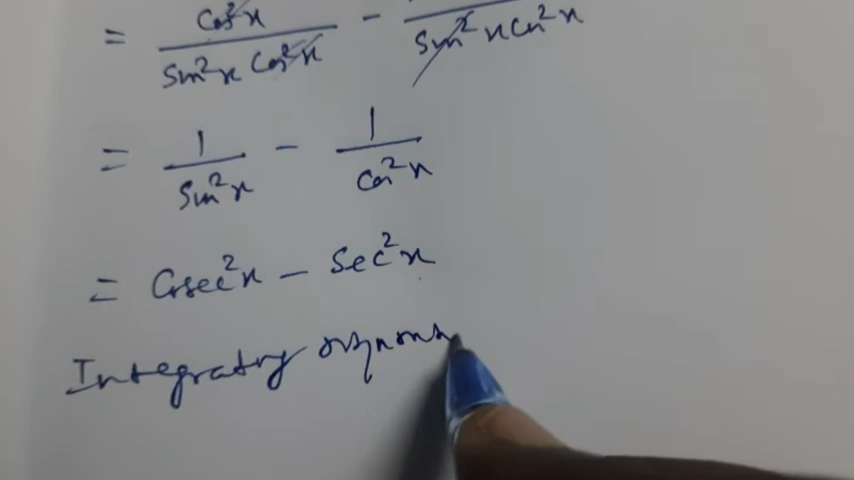 = Cos²x / Sin²x Cos²x - / Sin²x Cos²x
= 1 / Sin²x - 1 / Cos²x
= Cosec²x - Sec²x
Integrating